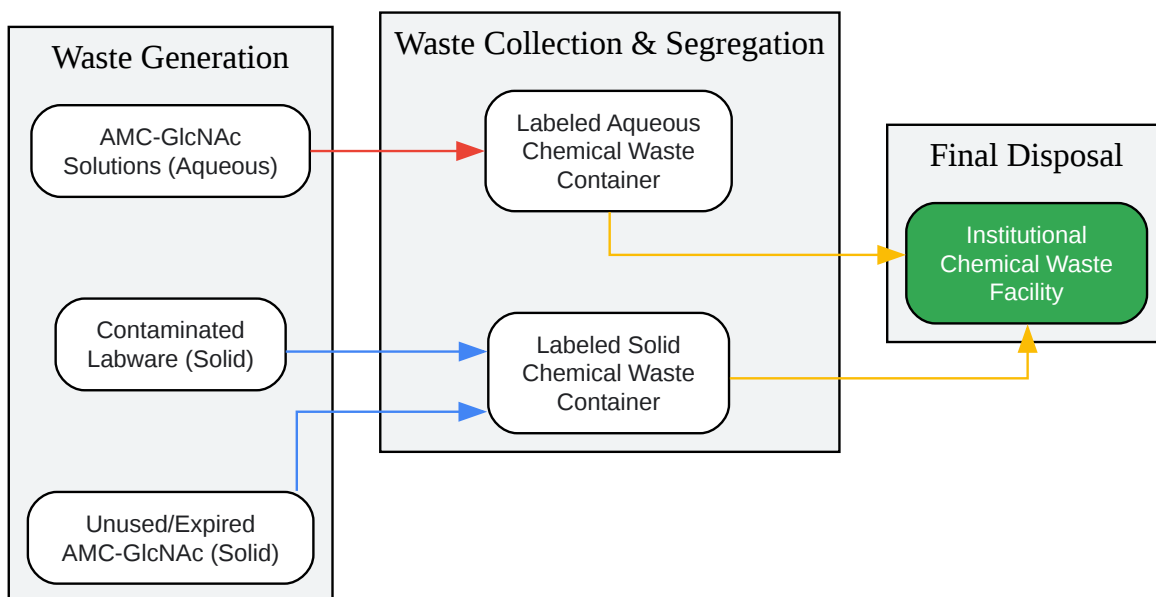 Waste Generation
AMC-GlcNAc
Solutions (Aqueous)
Contaminated
Labware (Solid)
Unused/Expired
AMC-GlcNAc (Solid)
Waste Collection & Segregation
Labeled Aqueous
Chemical Waste
Container
Labeled Solid
Chemical Waste
Container
Final Disposal
Institutional
Chemical Waste
Facility